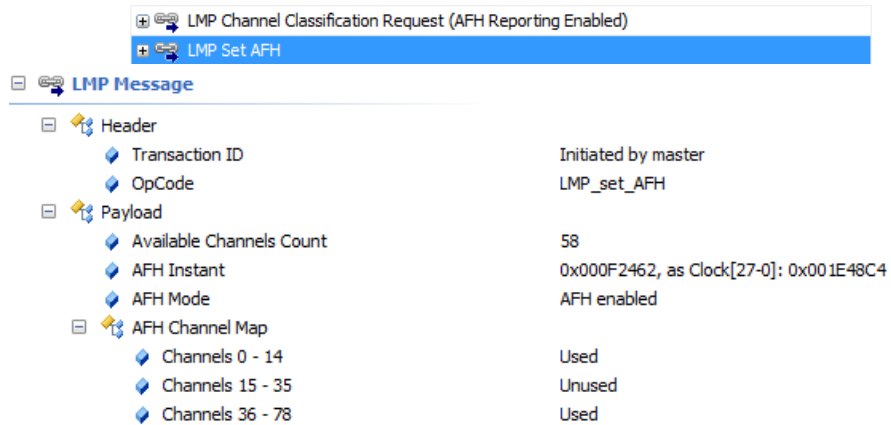 LMP Channel Classification Request (AFH Reporting Enabled)
LMP Set AFH
LMP Message
Header
Transaction ID Initiated by master
OpCode LMP_set_AFH
Payload
Available Channels Count 58
AFH Instant 0x000F2462, as Clock[27-0]: 0x001E48C4
AFH Mode AFH enabled
AFH Channel Map
Channels 0 - 14 Used
Channels 15 - 35 Unused
Channels 36 - 78 Used